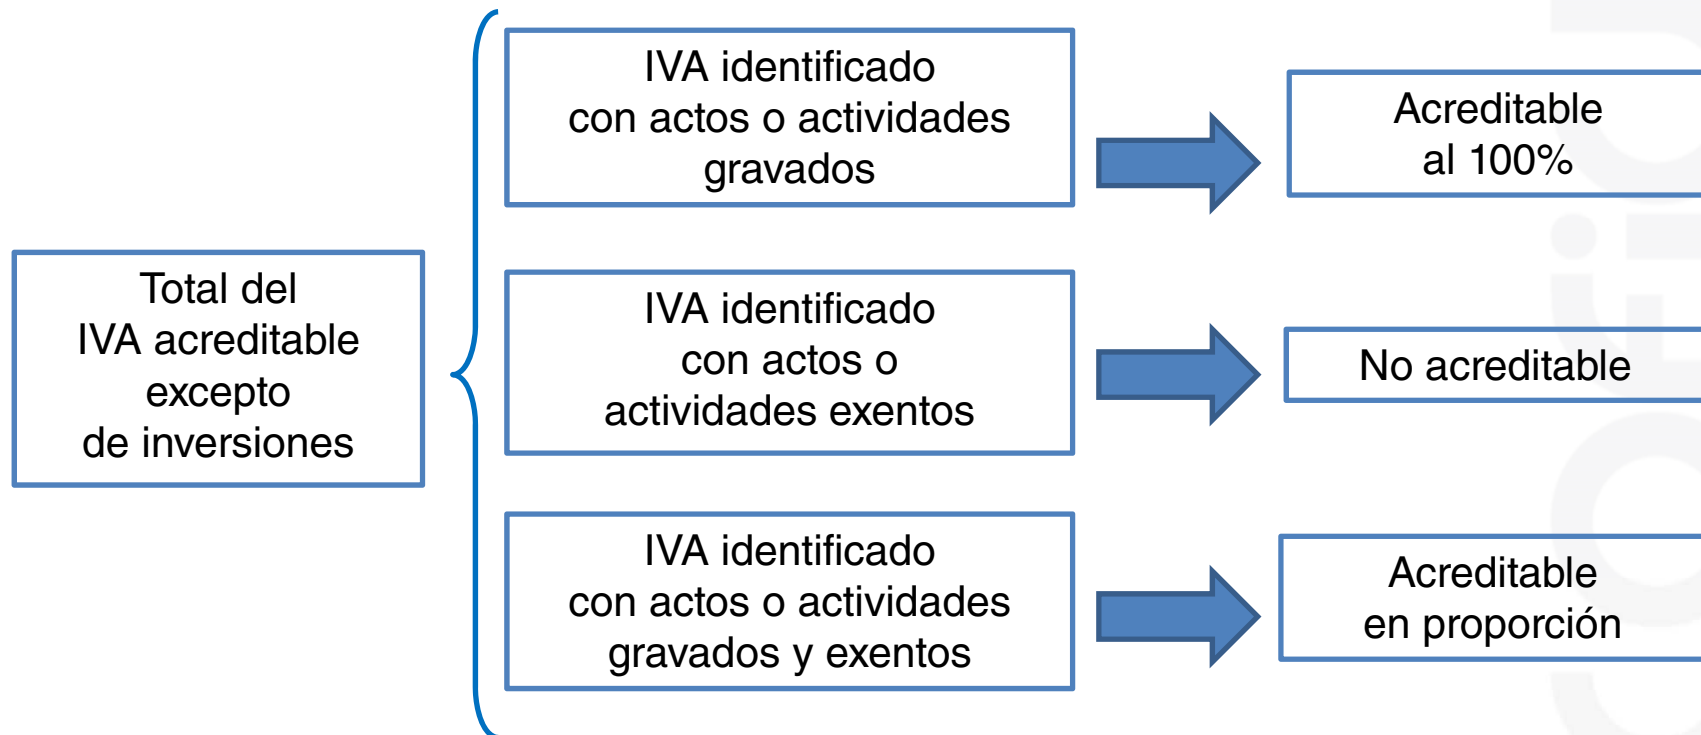 Total del
IVA acreditable
excepto
de inversiones
IVA identificado
con actos o actividades
gravados
Acreditable
al 100%
IVA identificado
con actos o
actividades exentos
No acreditable
IVA identificado
con actos o actividades
gravados y exentos
Acreditable
en proporción